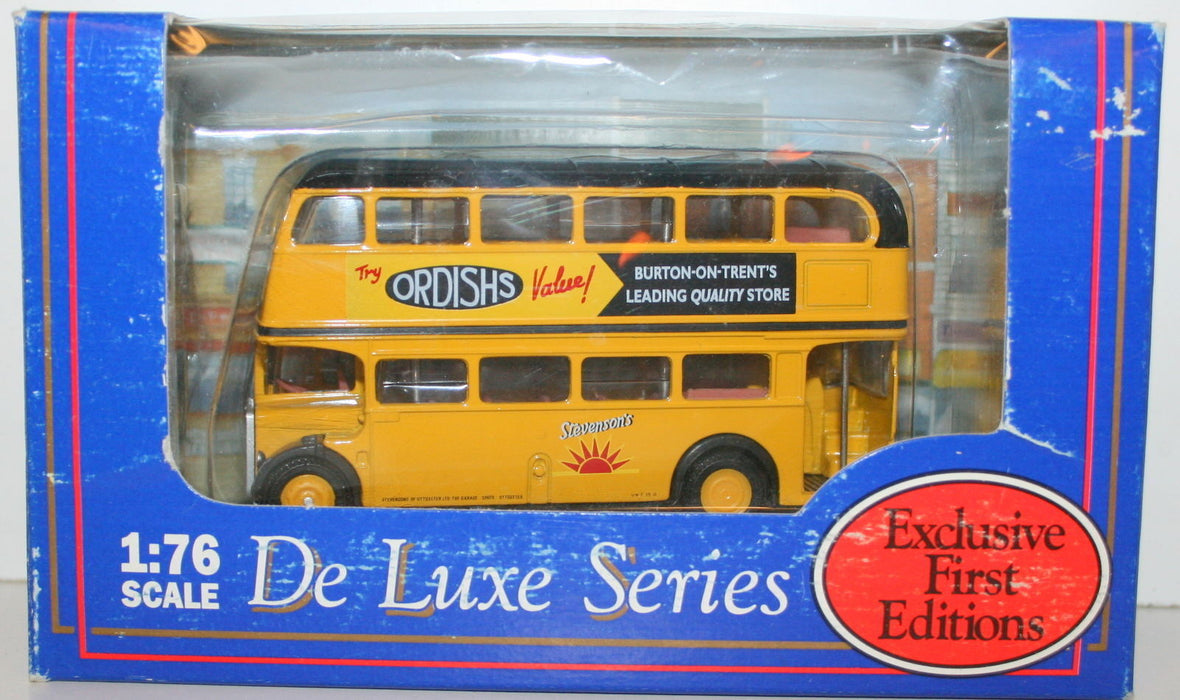 Try ORDISHS Value!
BURTON-ON-TRENT'S
LEADING QUALITY STORE
Stevenson's
1:76
SCALE
De Luxe Series
Exclusive
First
Editions